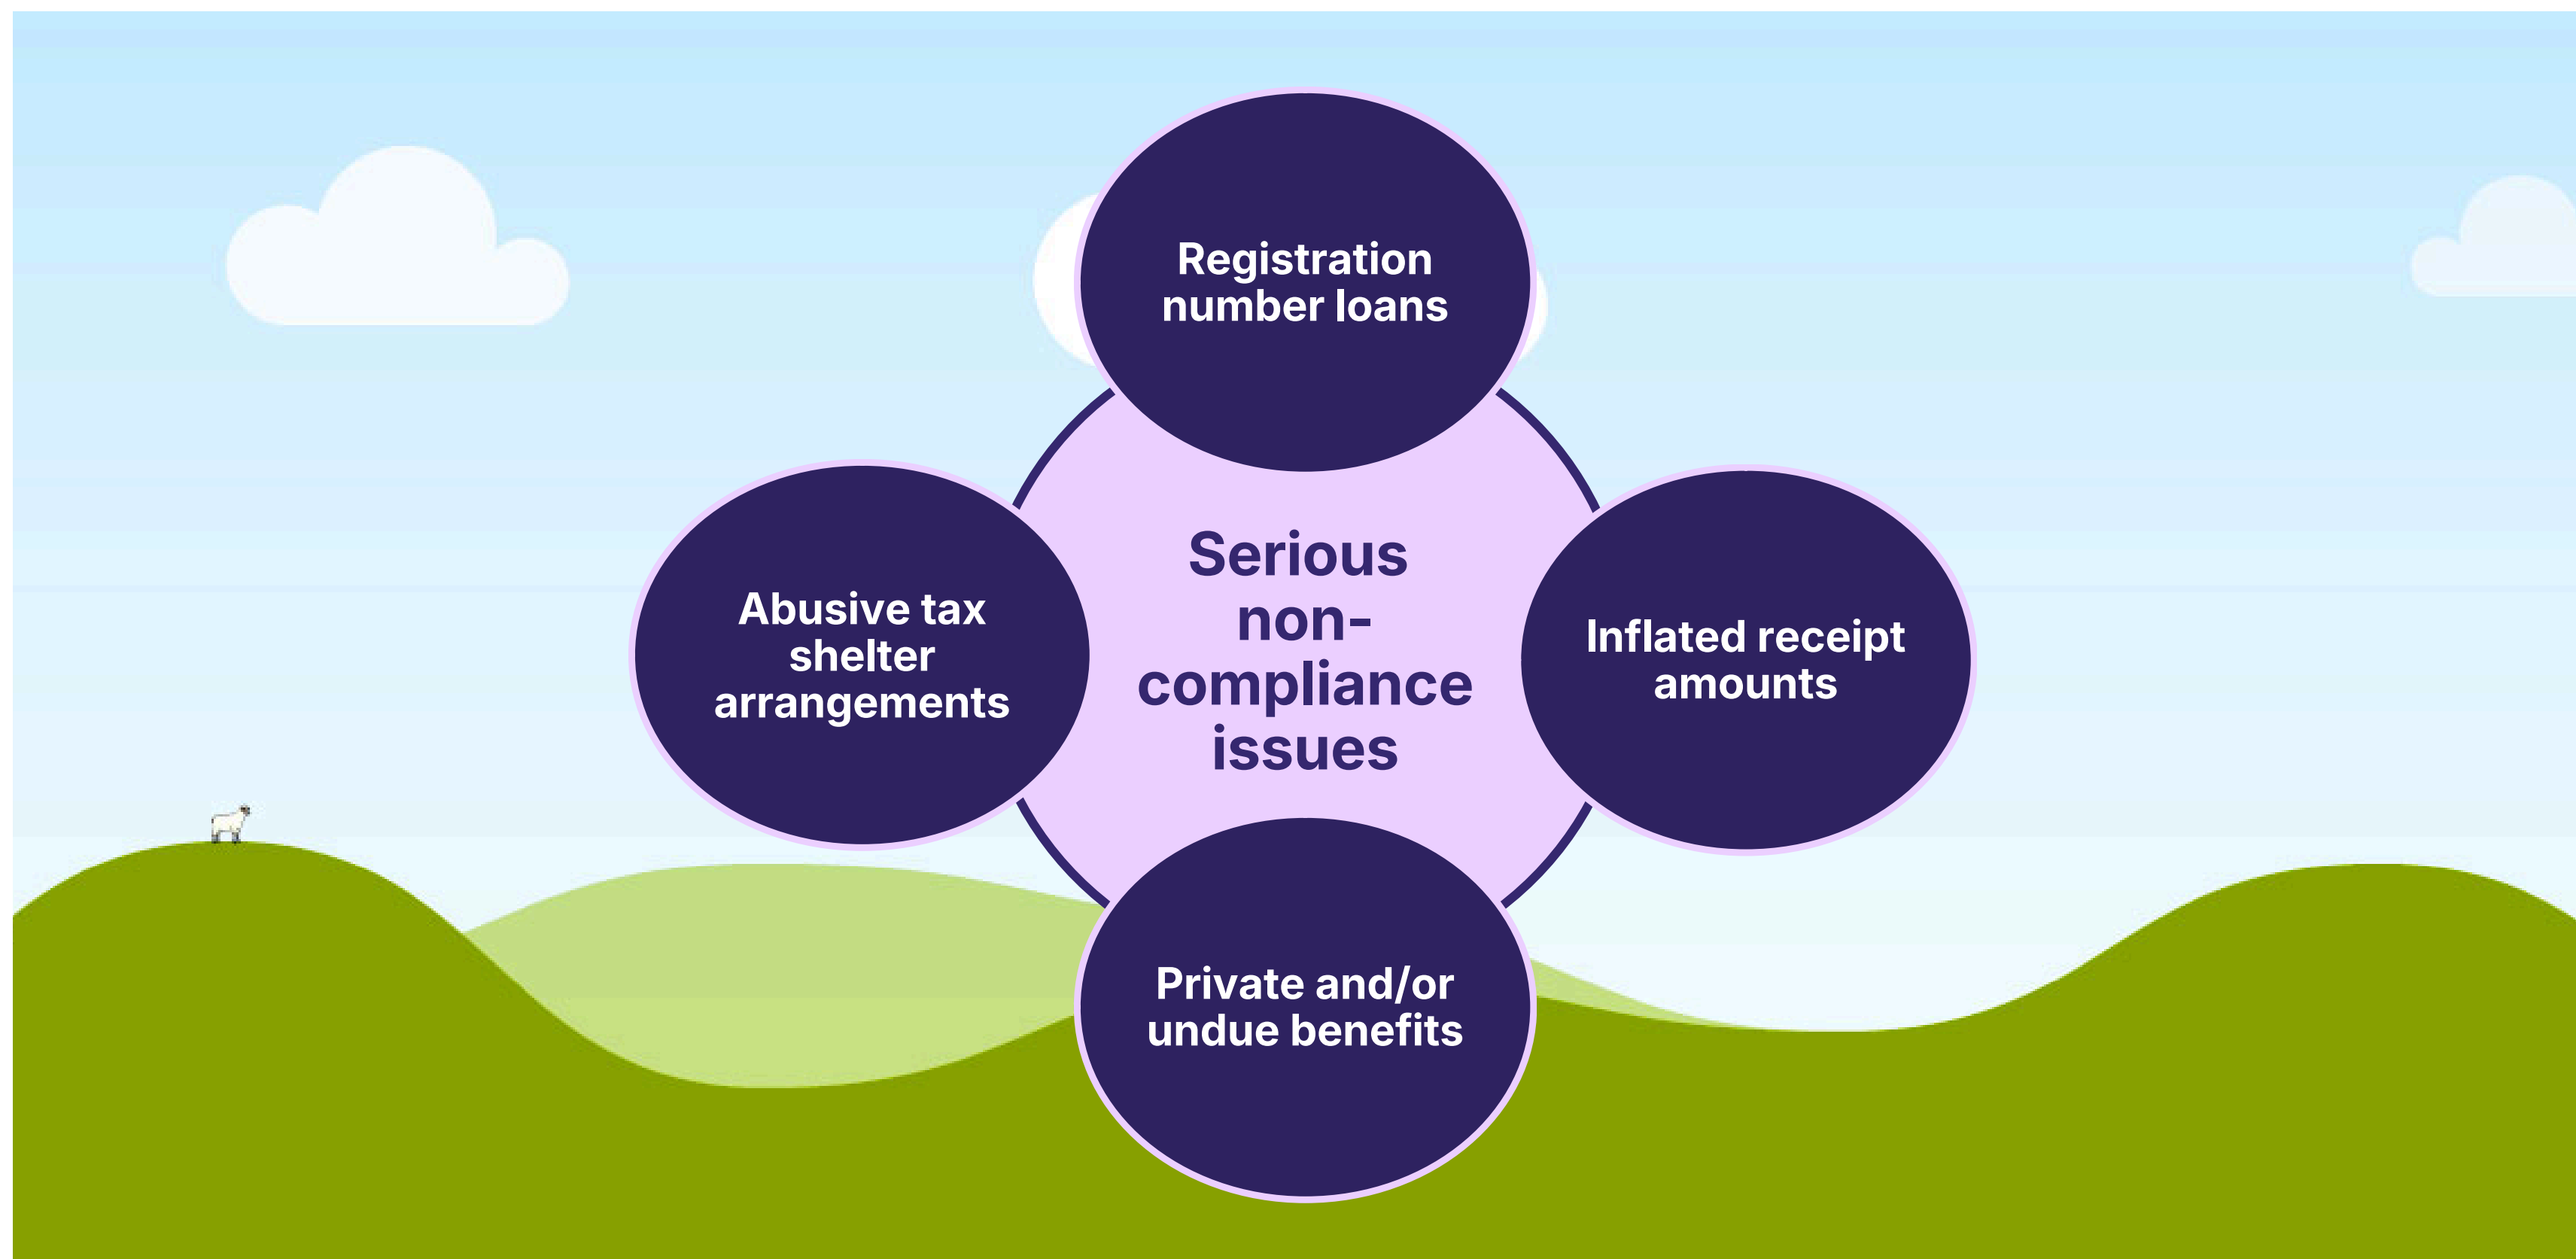 Registration
number loans
Serious
non-
compliance
issues
Abusive tax
shelter
arrangements
Inflated receipt
amounts
Private and/or
undue benefits